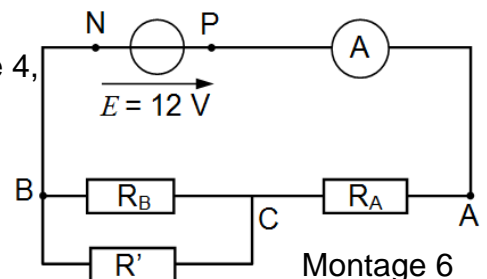 N P A
e 4,
E = 12 V
B R_B C R_A A
R' Montage 6